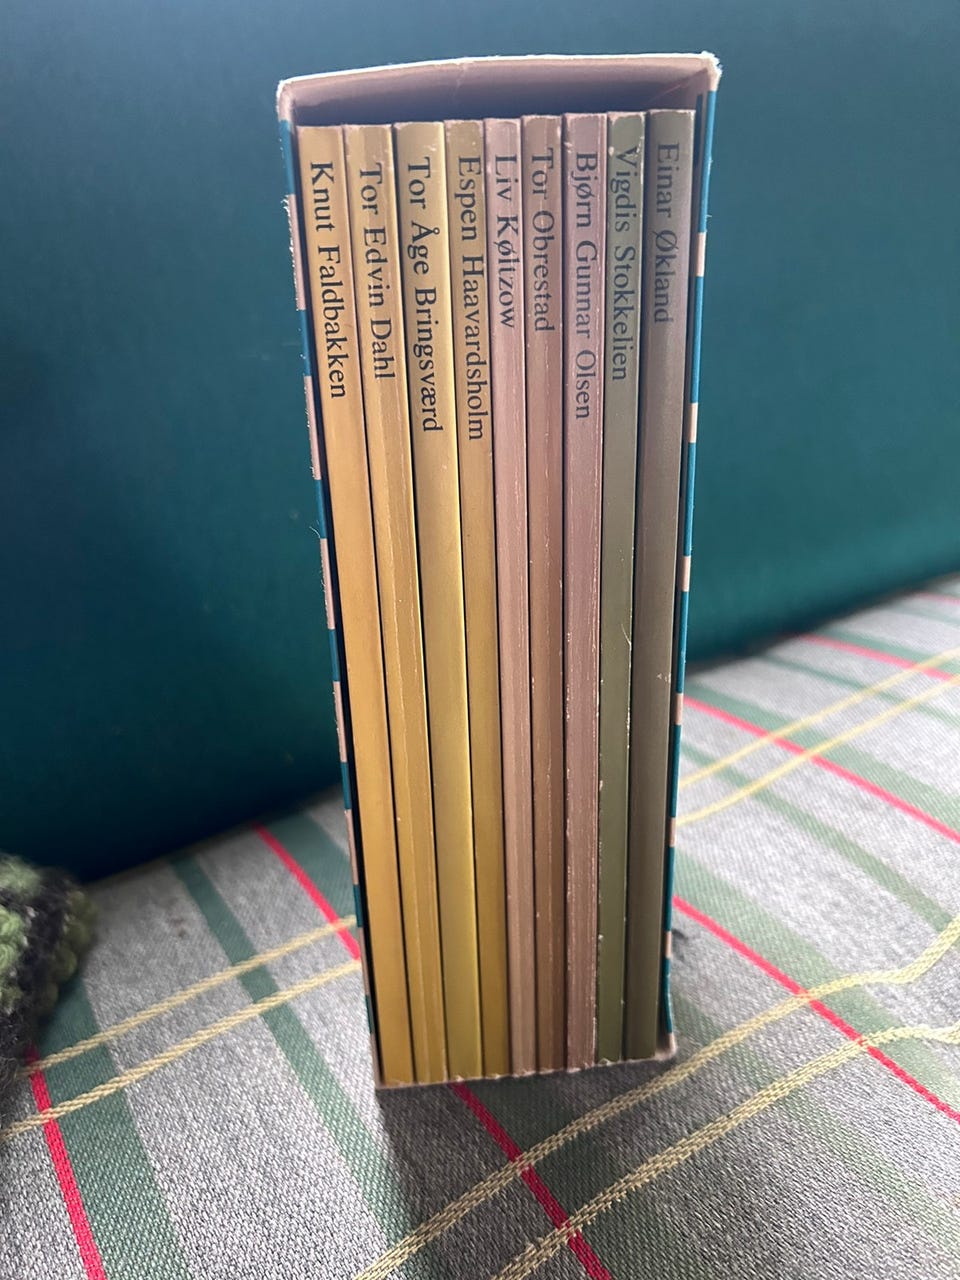 Knut Faldbakken
Tor Edvin Dahl
Tor Åge Bringsværd
Espen Haavardsholm
Liv Køltzow
Tor Obrestad
Bjørn Gunnar Olsen
Vigdis Stokkelien
Einar Økland